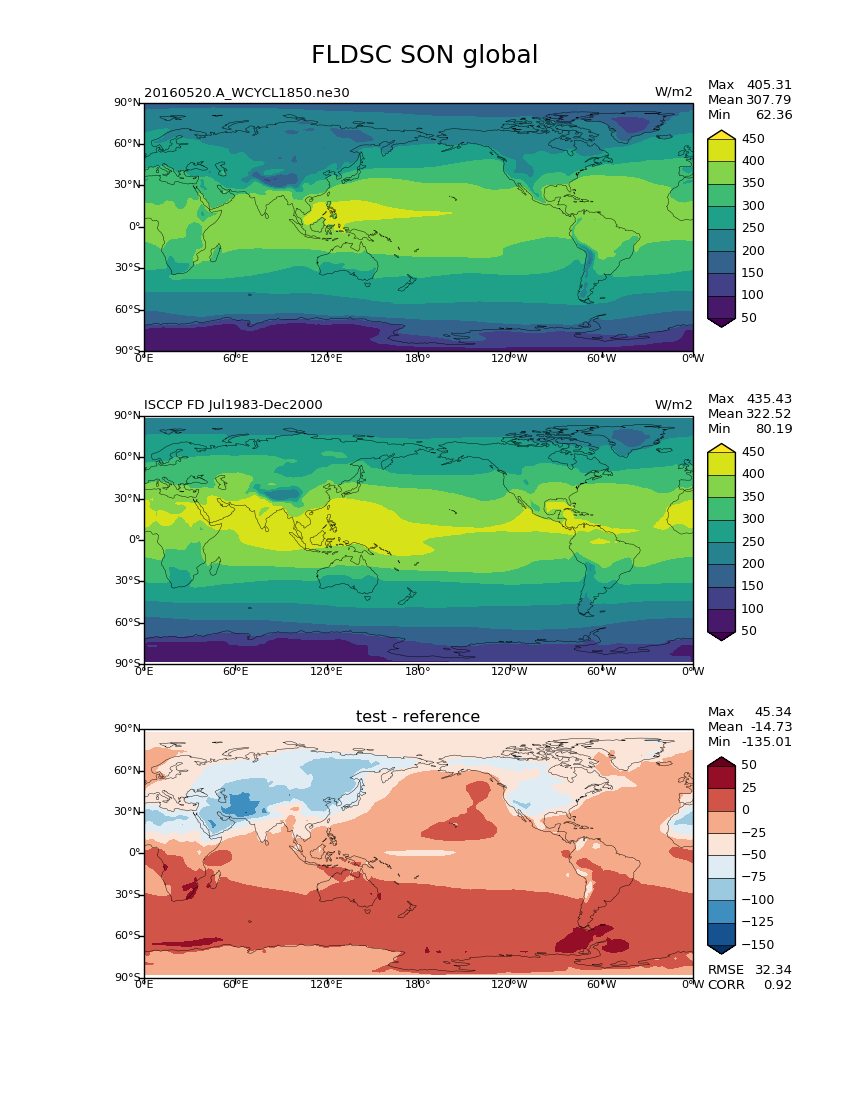 FLDSC SON global
20160520.A_WCYCL1850.ne30 W/m2
Max 405.31
Mean 307.79
Min 62.36
90°N
60°N
30°N
0°
30°S
60°S
90°S
0°E 60°E 120°E 180° 120°W 60°W 0°W
450
400
350
300
250
200
150
100
50
ISCCP FD Jul1983-Dec2000 W/m2
Max 435.43
Mean 322.52
Min 80.19
90°N
60°N
30°N
0°
30°S
60°S
90°S
0°E 60°E 120°E 180° 120°W 60°W 0°W
450
400
350
300
250
200
150
100
50
test - reference
Max 45.34
Mean -14.73
Min -135.01
90°N
60°N
30°N
0°
30°S
60°S
90°S
0°E 60°E 120°E 180° 120°W 60°W 0°W
50
25
0
−25
−50
−75
−100
−125
−150
RMSE 32.34
CORR 0.92